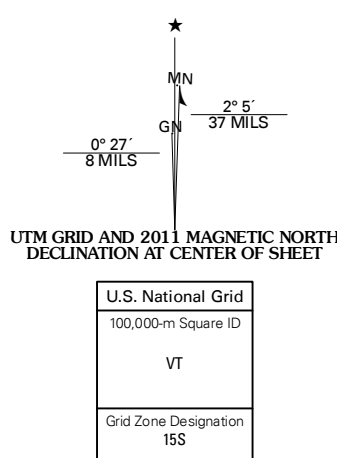 ★
MN
2° 5´
37 MILS
GN
0° 27´
8 MILS
UTM GRID AND 2011 MAGNETIC NORTH
DECLINATION AT CENTER OF SHEET
U.S. National Grid
100,000-m Square ID
VT
Grid Zone Designation
15S